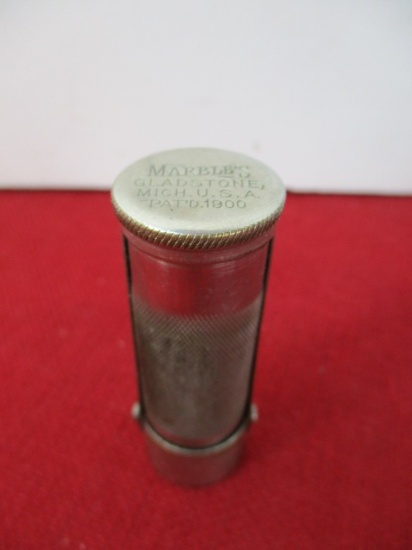 MARBLE'S
GLADSTONE,
MICH. U.S.A.
PAT'D.1900